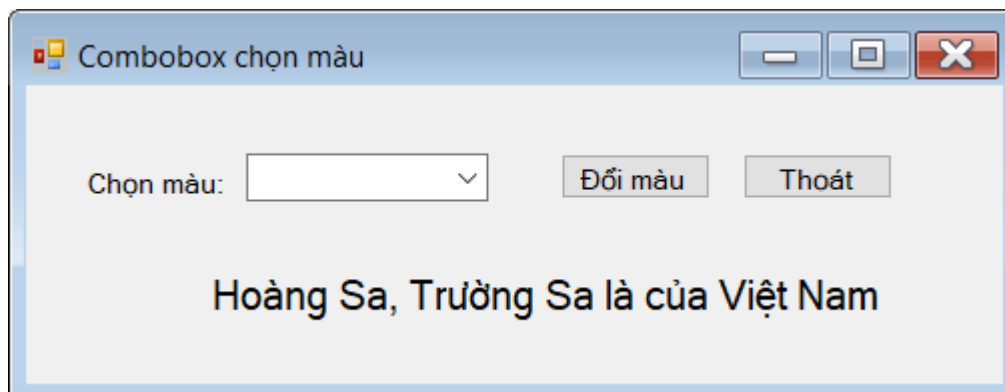 Combobox chọn màu
Chọn màu: Đổi màu Thoát
Hoàng Sa, Trường Sa là của Việt Nam